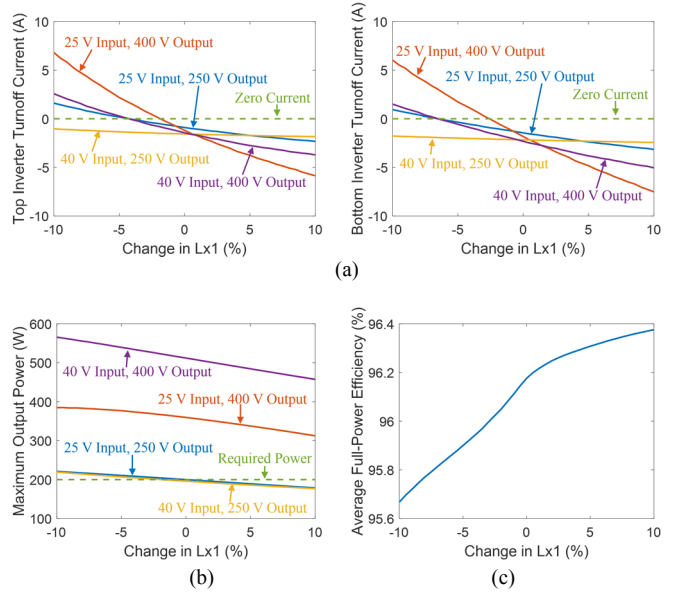 10
5
0
-5
-10
Top Inverter Turnoff Current (A)
25 V Input, 400 V Output
25 V Input, 250 V Output
Zero Current
40 V Input, 250 V Output
40 V Input, 400 V Output
-10
-5
0
5
10
Change in Lx1 (%)
10
5
0
-5
-10
Bottom Inverter Turnoff Current (A)
25 V Input, 400 V Output
25 V Input, 250 V Output
Zero Current
40 V Input, 250 V Output
40 V Input, 400 V Output
-10
-5
0
5
10
Change in Lx1 (%)
(a)
600
500
400
300
200
100
Maximum Output Power (W)
40 V Input, 400 V Output
25 V Input, 400 V Output
25 V Input, 250 V Output
Required Power
40 V Input, 250 V Output
-10
-5
0
5
10
Change in Lx1 (%)
(b)
96.4
96.2
96
95.8
95.6
Average Full-Power Efficiency (%)
-10
-5
0
5
10
Change in Lx1 (%)
(c)